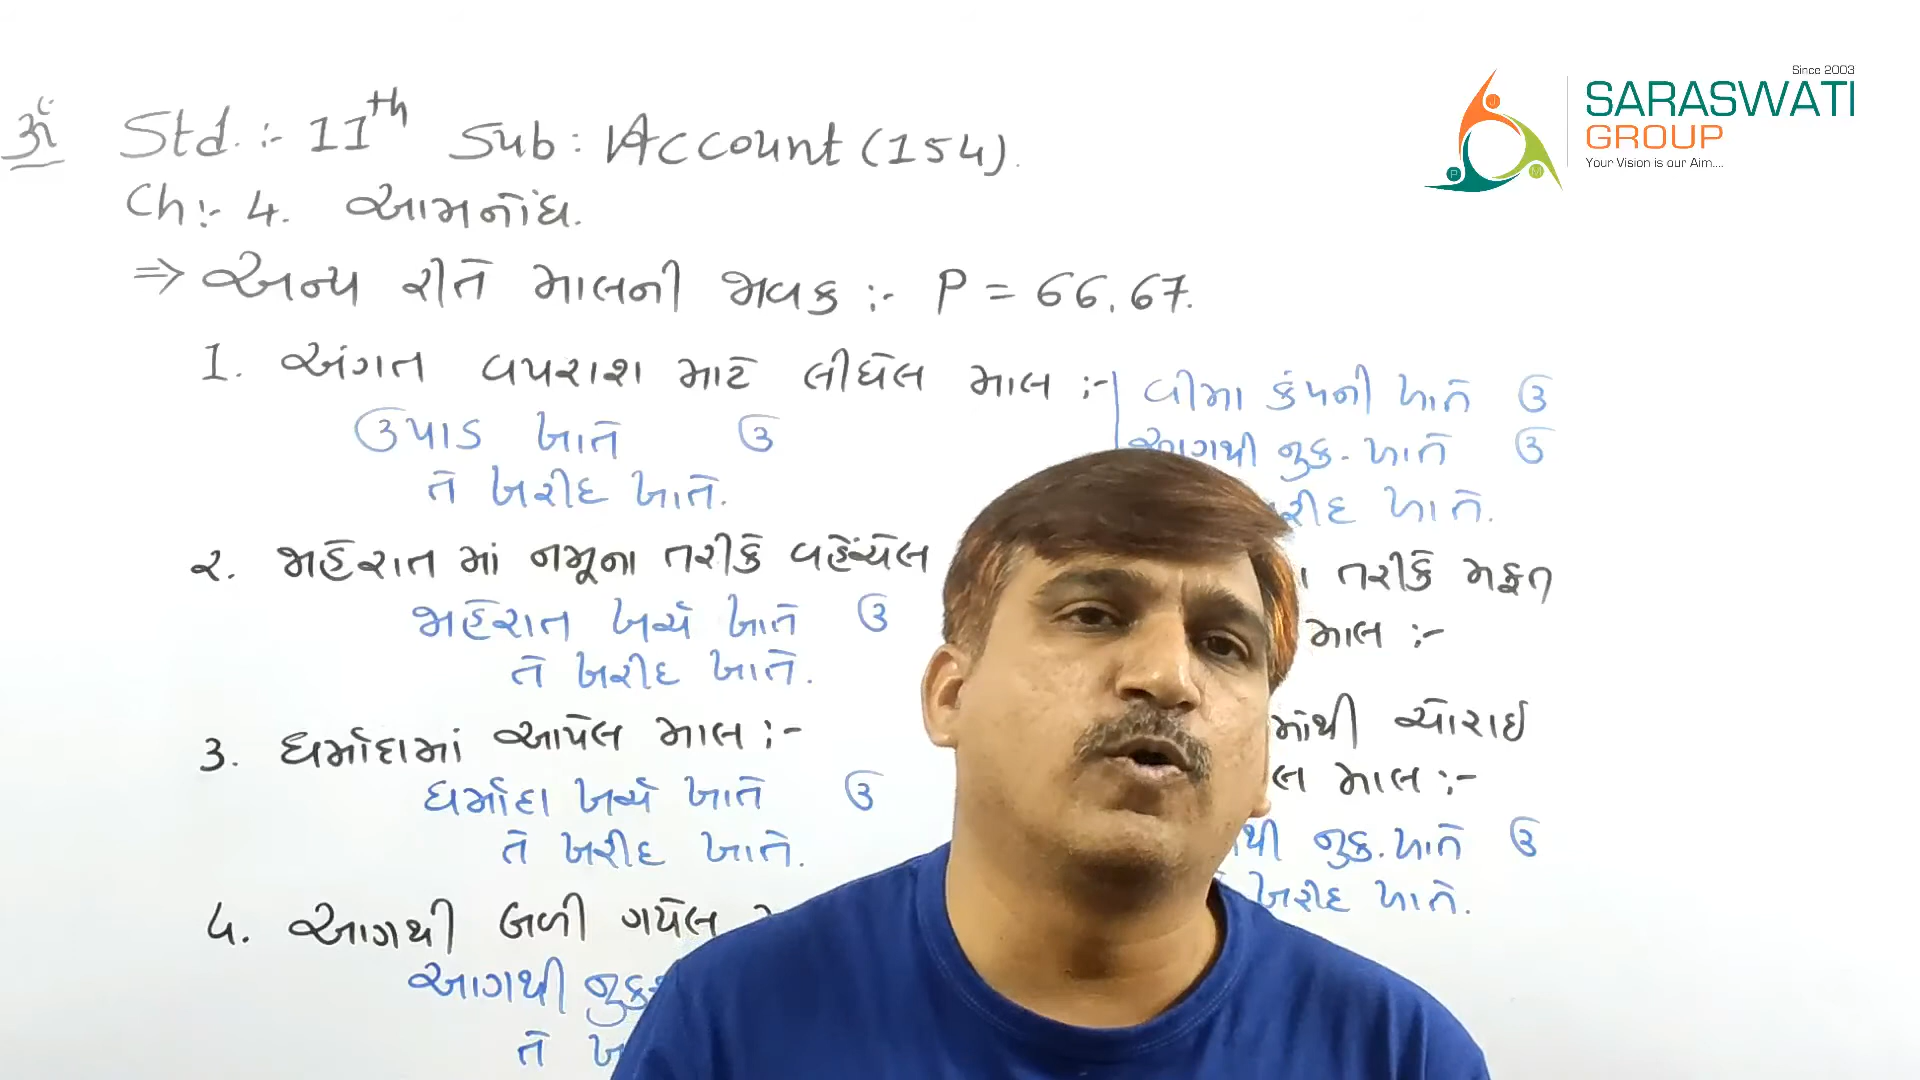 ૐ Std. :- 11th Sub : Account (154).
Ch :- 4. આમનોંધ.
⇒ અન્ય રીતે માલની જાવક :- P = 66, 67.
1. અંગત વપરાશ માટે લીધેલ માલ :-
ઉપાડ ખાતે ઉ
તે ખરીદ ખાતે.
૨. જાહેરાત માં નમૂના તરીકે વહેંચેલ
જાહેરાત ખર્ચ ખાતે ઉ
તે ખરીદ ખાતે.
3. ધર્માદામાં આપેલ માલ :-
ધર્માદા ખર્ચ ખાતે ઉ
તે ખરીદ ખાતે.
૪. આગથી બળી ગયેલ
આગથી
તે
વીમા કંપની ખાતે ઉ
આગથી નુક. ખાતે ઉ
ખાતે.
તરીકે મફત
માલ :-
ચોરાઈ
માલ :-
નુક. ખાતે ઉ
ખરીદ ખાતે.
Since 2003
SARASWATI
GROUP
Your Vision is our Aim....
J
P
M